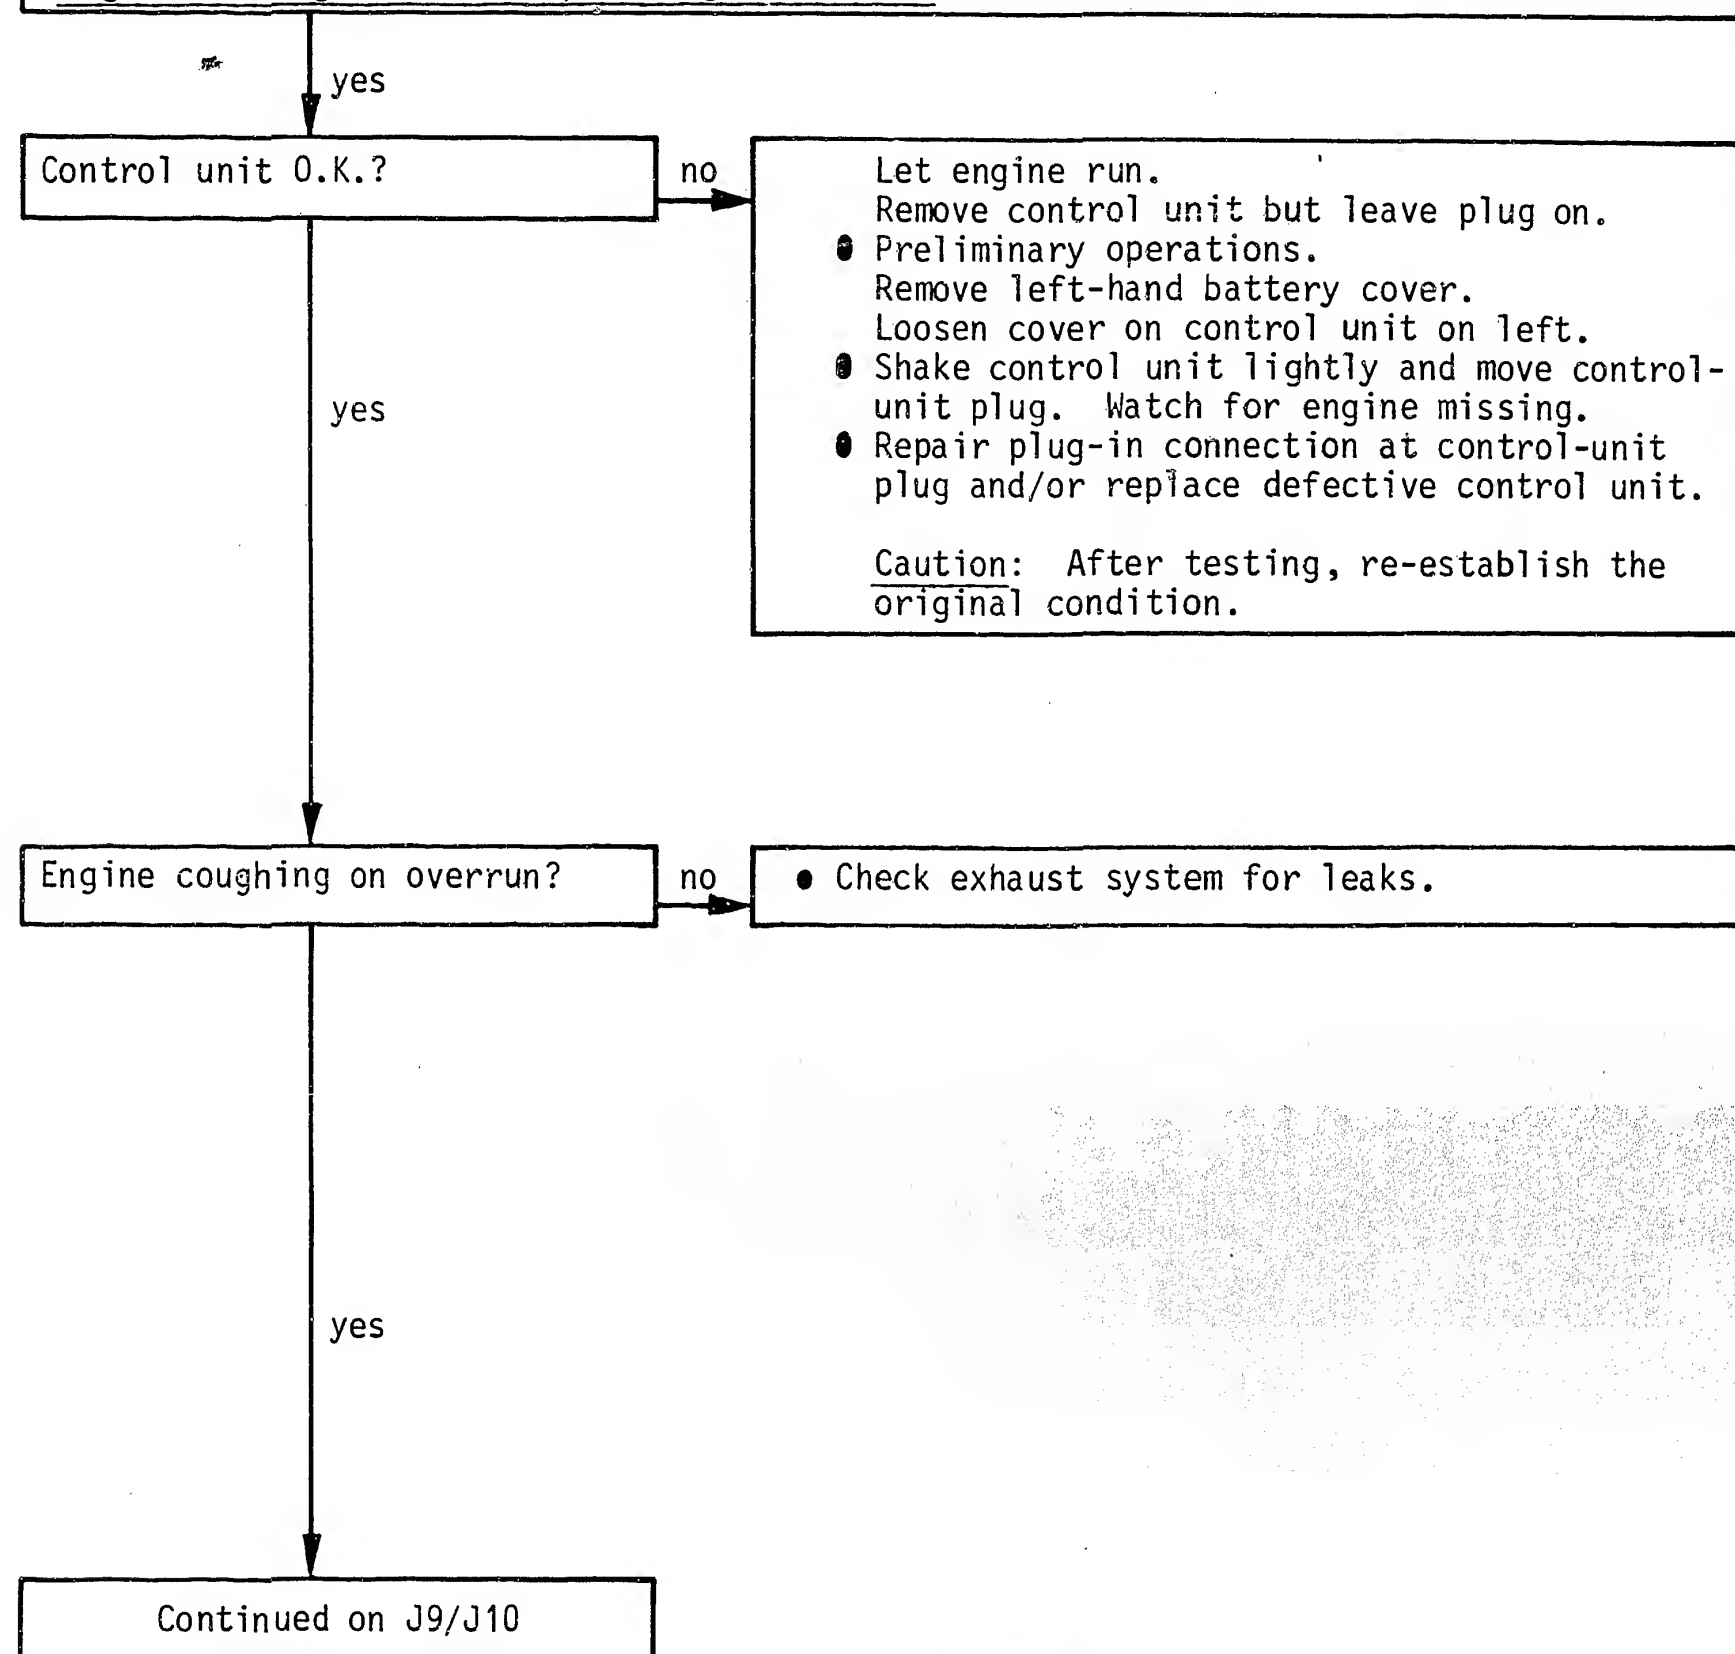 yes
Control unit O.K.?
no
Let engine run.
Remove control unit but leave plug on.
● Preliminary operations.
Remove left-hand battery cover.
Loosen cover on control unit on left.
● Shake control unit lightly and move control-
unit plug. Watch for engine missing.
● Repair plug-in connection at control-unit
plug and/or replace defective control unit.
Caution: After testing, re-establish the
original condition.
yes
Engine coughing on overrun?
no
● Check exhaust system for leaks.
yes
Continued on J9/J10